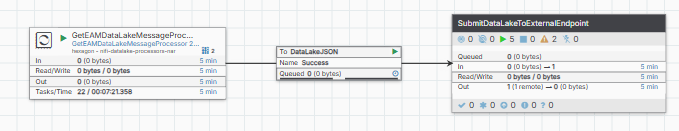 GetEAMDataLakeMessageProc...
GetEAMDataLakeMessageProcessor 2...
hexagon - nifi-datalake-processors-nar
2
In 0 (0 bytes) 5 min
Read/Write 0 bytes / 0 bytes 5 min
Out 0 (0 bytes) 5 min
Tasks/Time 22 / 00:07:21.358 5 min
To DataLakeJSON
Name Success
Queued 0 (0 bytes)
SubmitDataLakeToExternalEndpoint
0 0 5 0 2 0
Queued 0 (0 bytes)
In 0 (0 bytes) → 1 5 min
Read/Write 0 bytes / 0 bytes 5 min
Out 1 (1 remote) → 0 (0 bytes) 5 min
0 0 0 0 ? 0